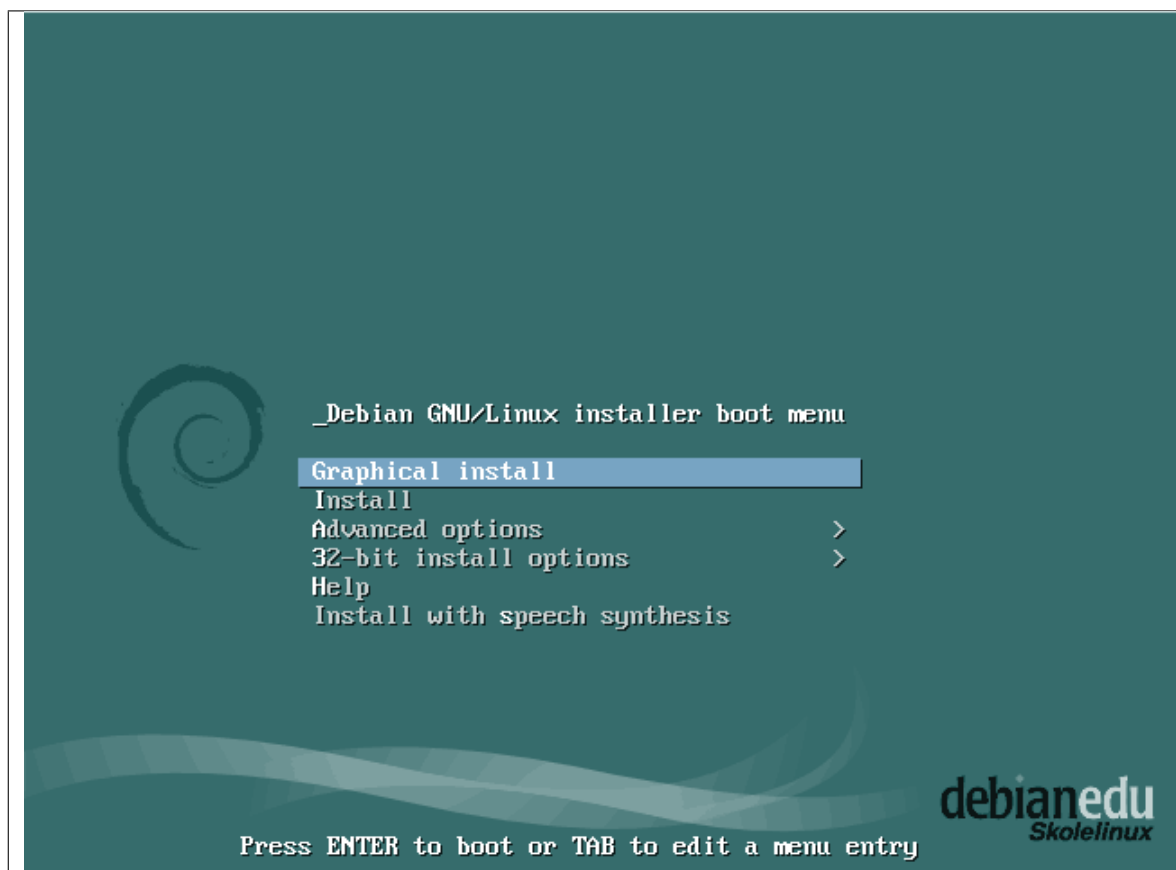 _Debian GNU/Linux installer boot menu
Graphical install
Install
Advanced options >
32-bit install options >
Help
Install with speech synthesis
debianedu
Skolelinux
Press ENTER to boot or TAB to edit a menu entry